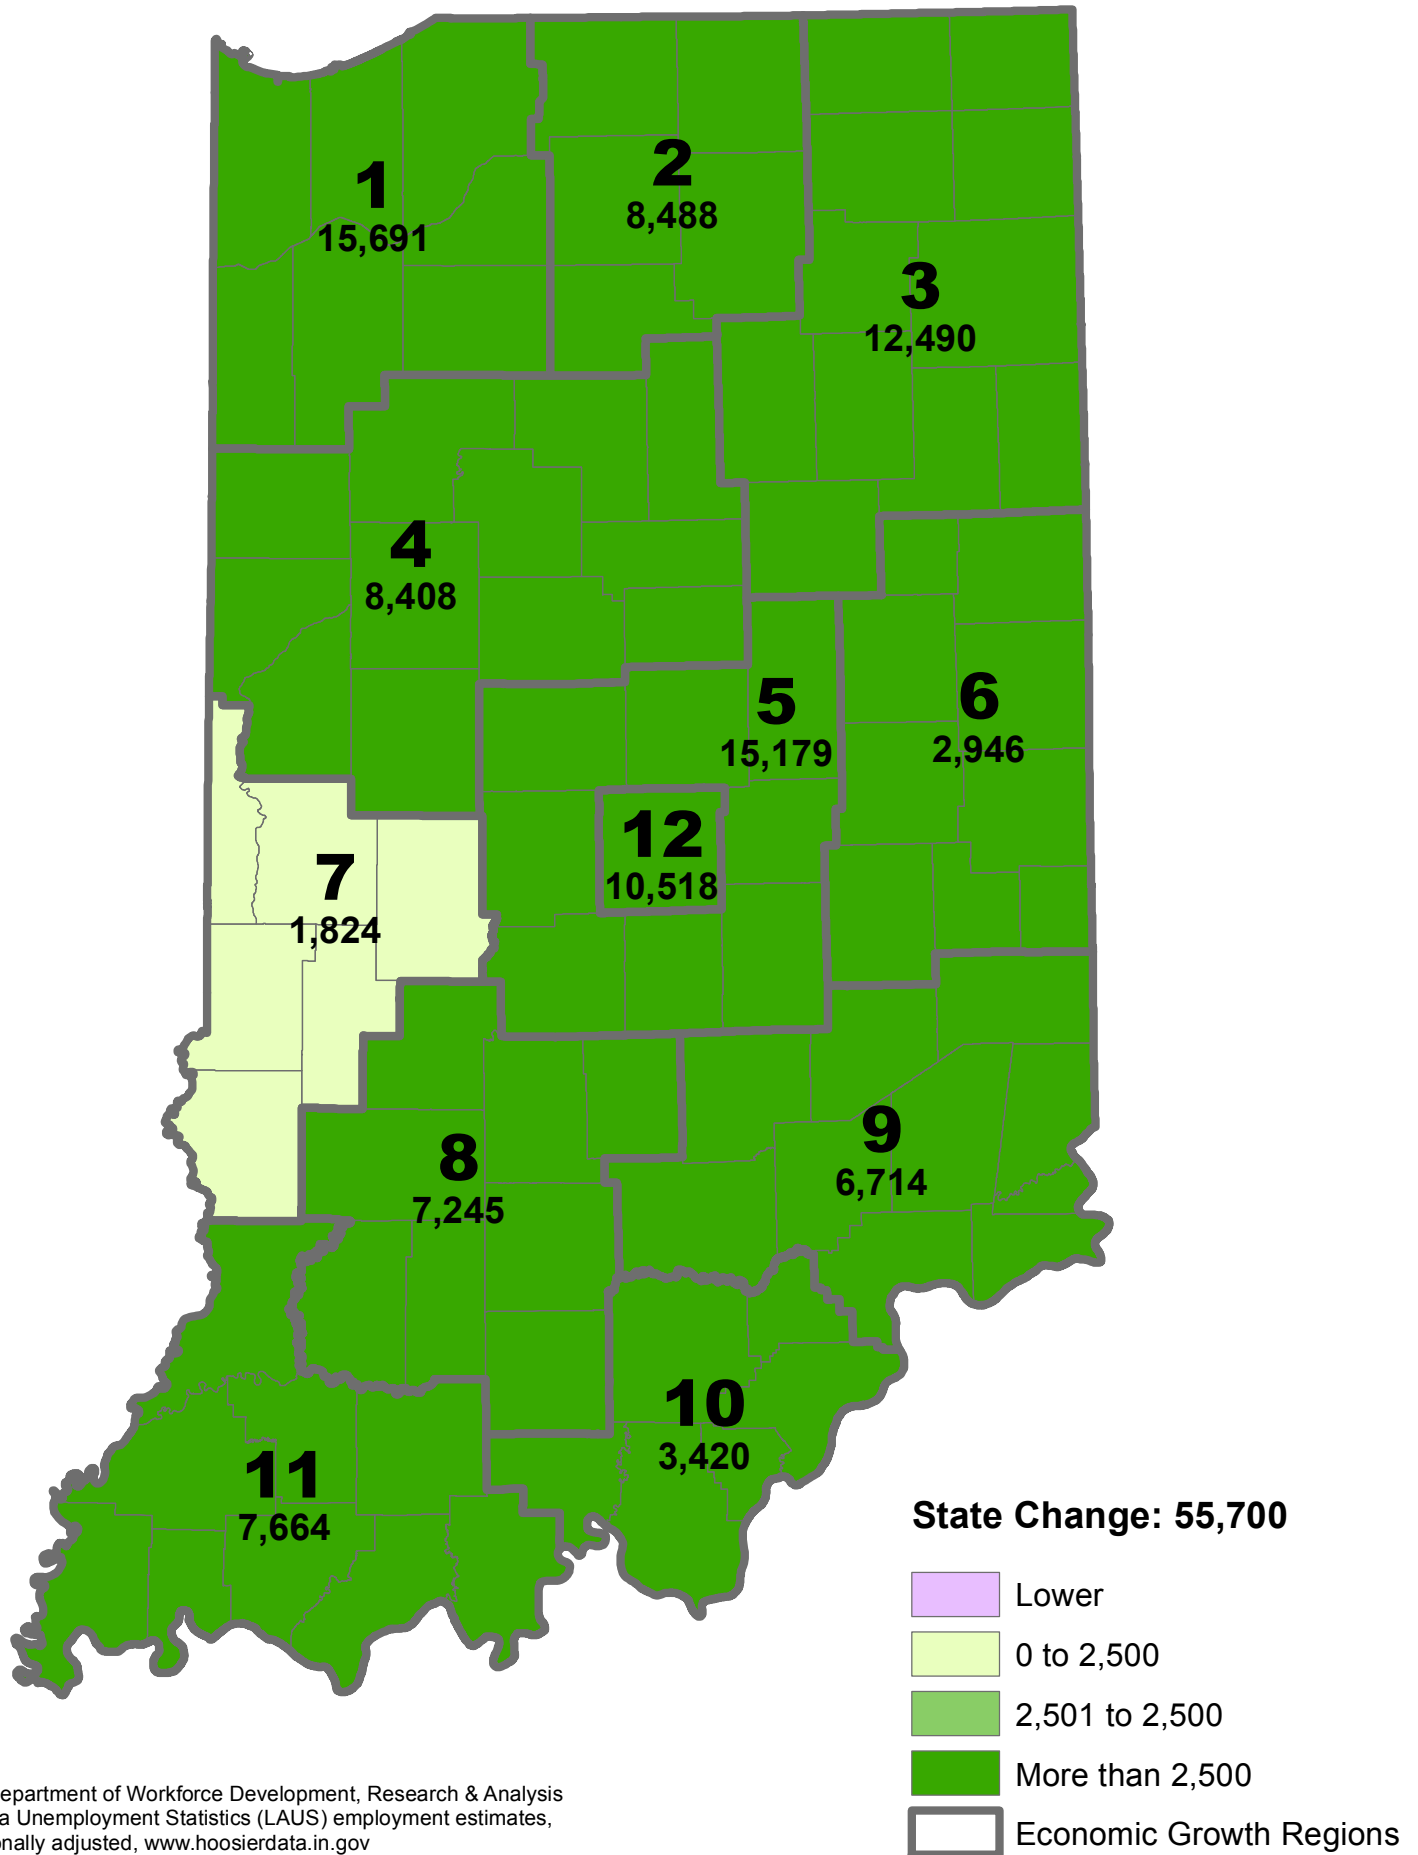 1
15,691
2
8,488
3
12,490
4
8,408
5
15,179
6
2,946
12
10,518
7
1,824
8
7,245
9
6,714
10
3,420
11
7,664
State Change: 55,700
Lower
0 to 2,500
2,501 to 2,500
More than 2,500
Economic Growth Regions
epartment of Workforce Development, Research & Analysis
a Unemployment Statistics (LAUS) employment estimates,
onally adjusted, www.hoosierdata.in.gov